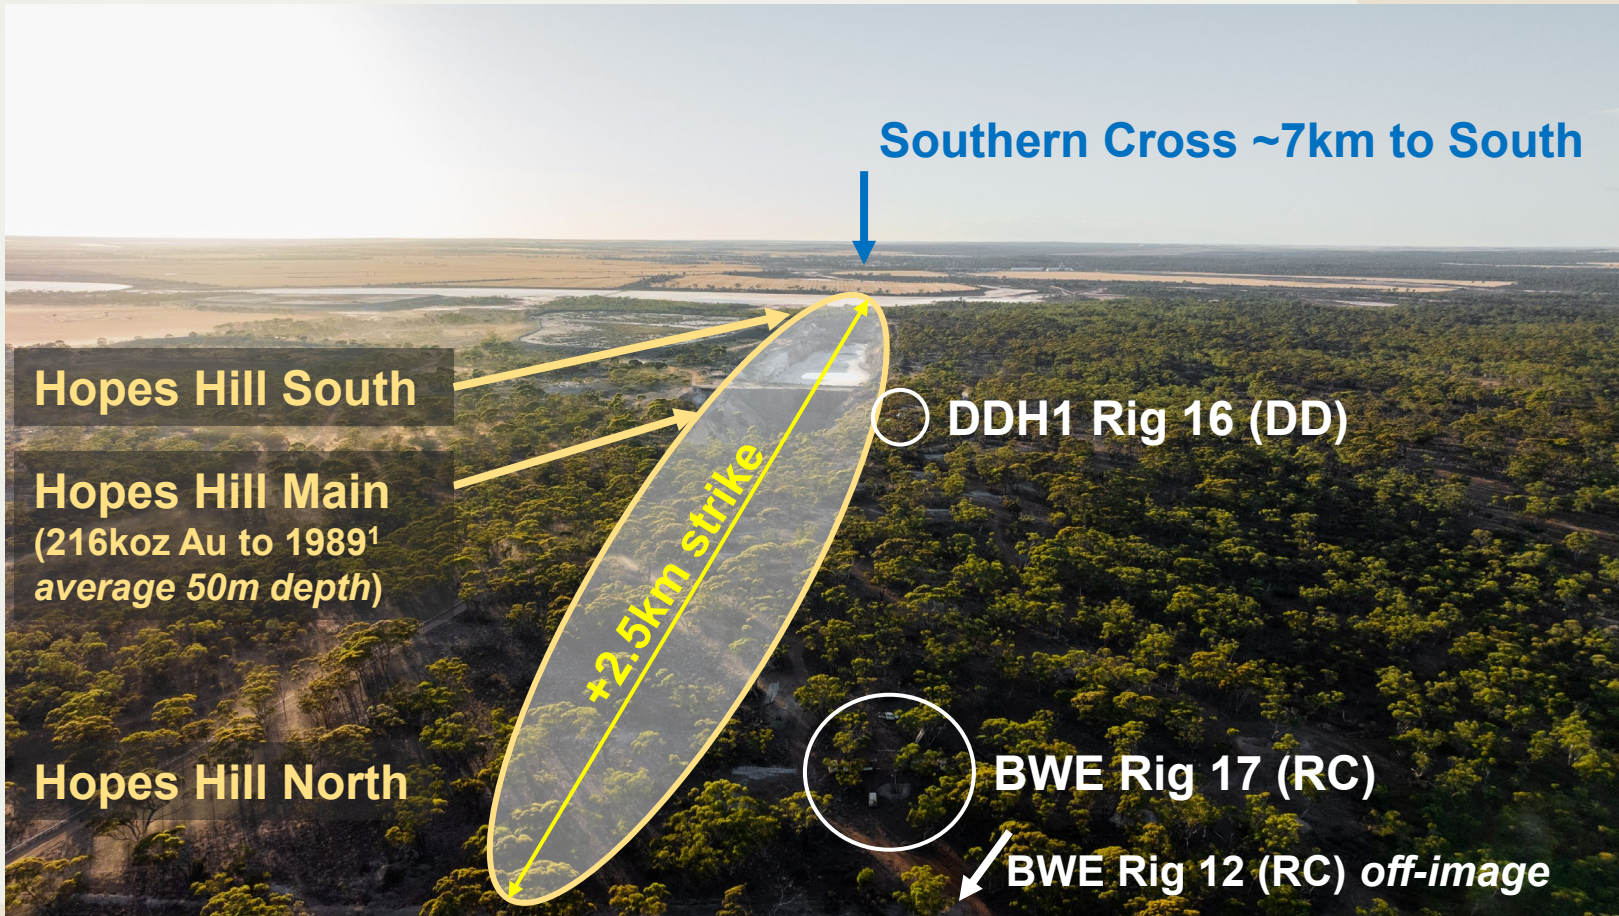 Southern Cross ~7km to South
Hopes Hill South
DDH1 Rig 16 (DD)
Hopes Hill Main
(216koz Au to 1989¹
average 50m depth)
+2.5km strike
Hopes Hill North
BWE Rig 17 (RC)
BWE Rig 12 (RC) off-image